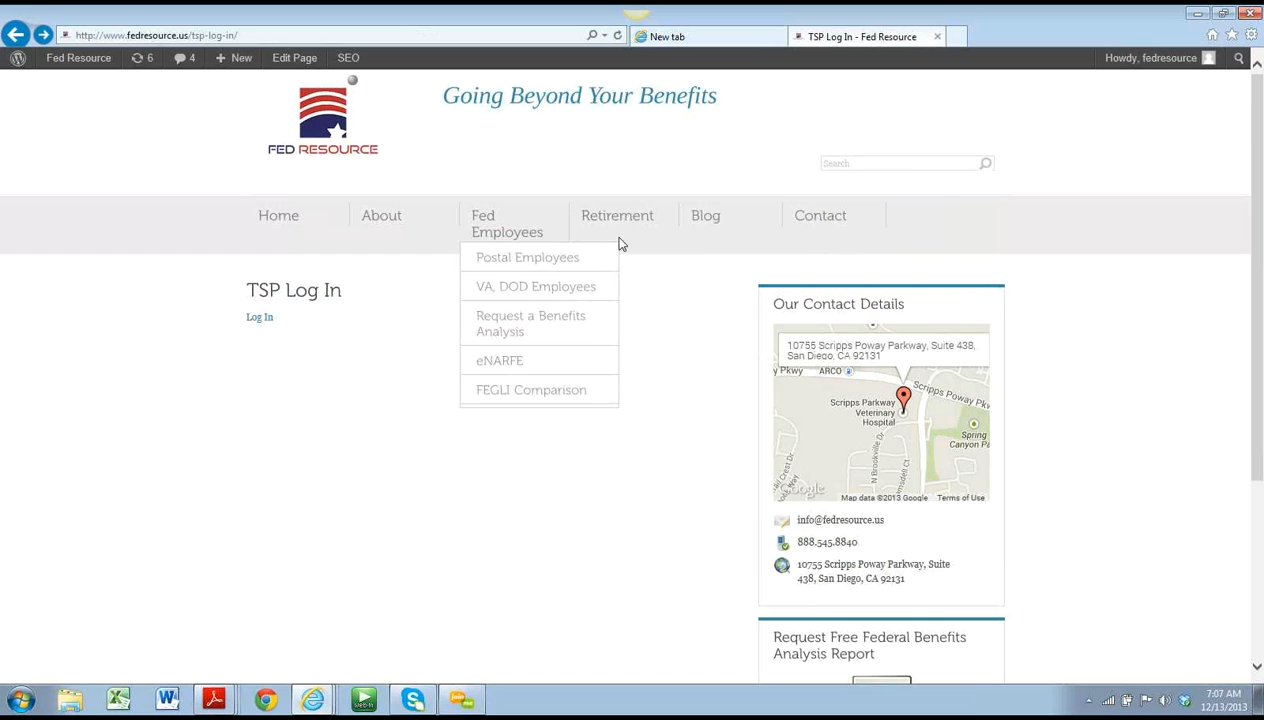 http://www.fedresource.us/tsp-log-in/
New tab
TSP Log In - Fed Resource
Fed Resource
6
4
New
Edit Page
SEO
Howdy, fedresource
FED RESOURCE
Going Beyond Your Benefits
Search
Home
About
Fed
Employees
Retirement
Blog
Contact
Postal Employees
VA, DOD Employees
Request a Benefits
Analysis
eNARFE
FEGLI Comparison
TSP Log In
Log In
Our Contact Details
10755 Scripps Poway Parkway, Suite 438,
San Diego, CA 92131
y Pkwy
ARCO
Scripps Poway Pkw
Scripps Parkway
Veterinary
Hospital
Spring
Canyon Pa
N Brookville Dr
Google
Map data ©2013 Google
Terms of Use
info@fedresource.us
888.545.8840
10755 Scripps Poway Parkway, Suite
438, San Diego, CA 92131
Request Free Federal Benefits
Analysis Report
7:07 AM
12/13/2013